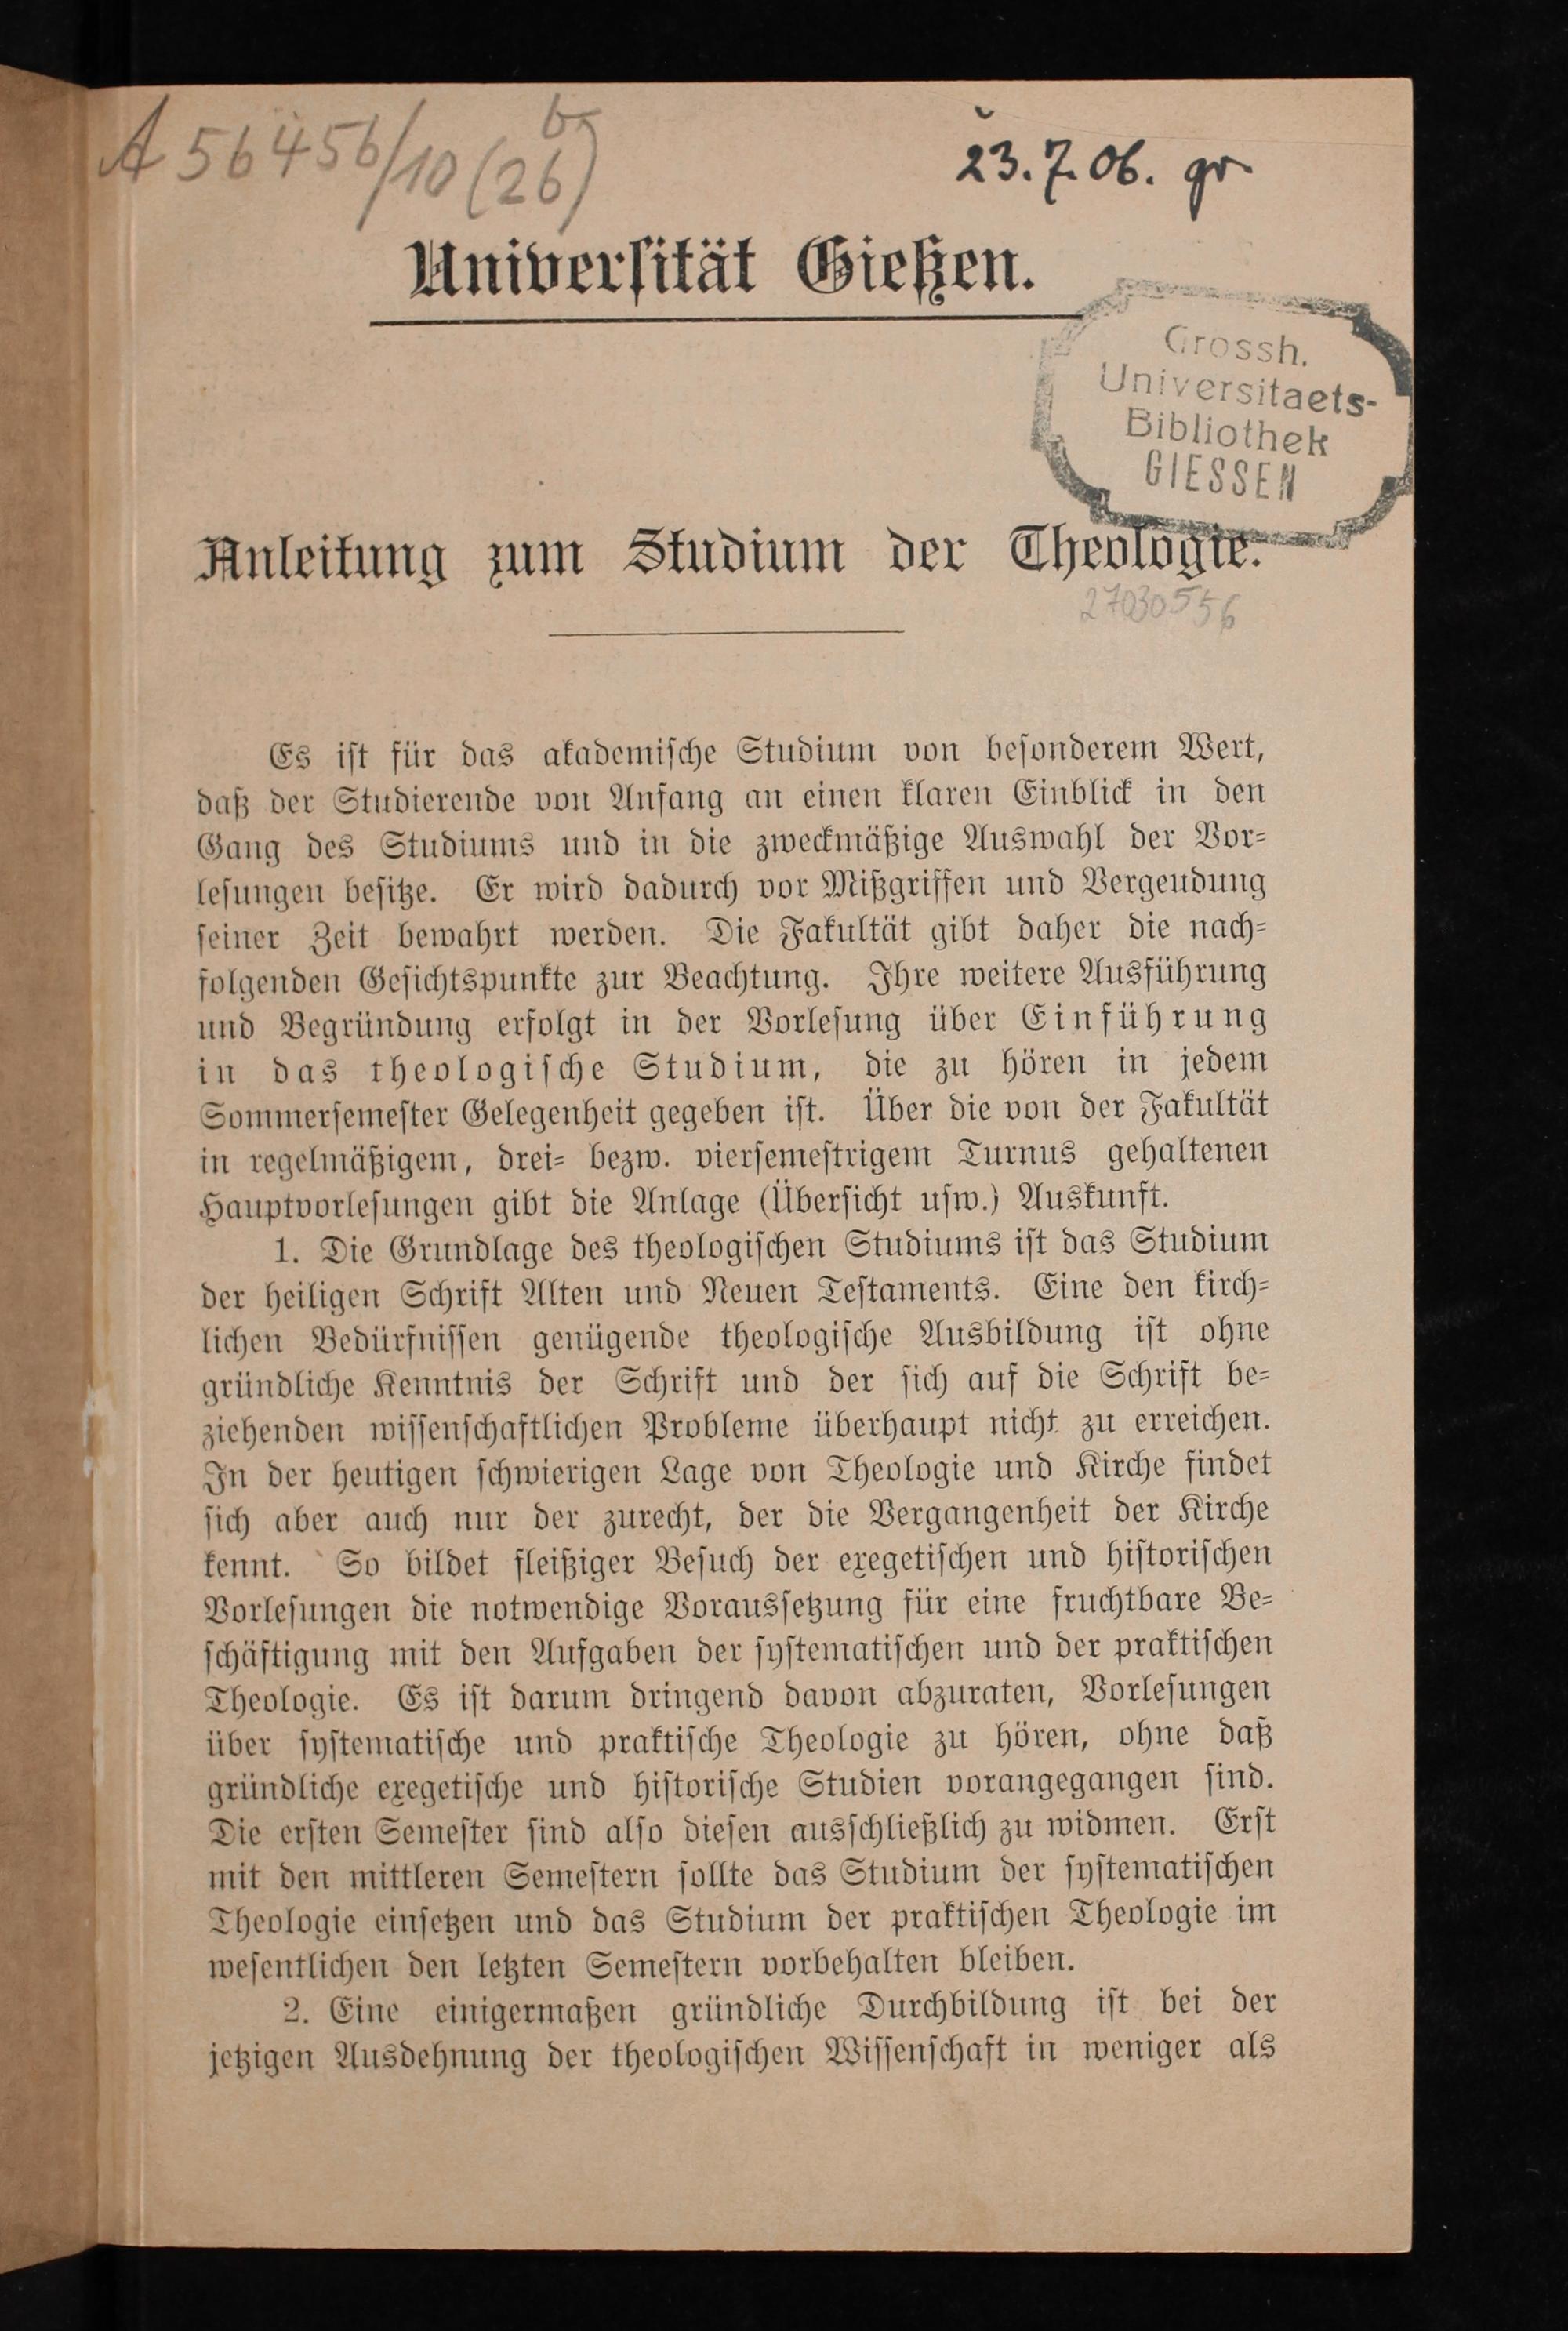 A 56456/10 (26)
b
23.7.06. gr
Universität Gießen.
Grossh.
Universitaets-
Bibliothek
GIESSEN
Anleitung zum Studium der Theologie.
27030556
Es ist für das akademische Studium von besonderem Wert,
daß der Studierende von Anfang an einen klaren Einblick in den
Gang des Studiums und in die zweckmäßige Auswahl der Vor-
lesungen besitze. Er wird dadurch vor Mißgriffen und Vergeudung
seiner Zeit bewahrt werden. Die Fakultät gibt daher die nach-
folgenden Gesichtspunkte zur Beachtung. Ihre weitere Ausführung
und Begründung erfolgt in der Vorlesung über Einführung
in das theologische Studium, die zu hören in jedem
Sommersemester Gelegenheit gegeben ist. Über die von der Fakultät
in regelmäßigem, drei- bezw. viersemestrigem Turnus gehaltenen
Hauptvorlesungen gibt die Anlage (Übersicht usw.) Auskunft.
1. Die Grundlage des theologischen Studiums ist das Studium
der heiligen Schrift Alten und Neuen Testaments. Eine den kirch-
lichen Bedürfnissen genügende theologische Ausbildung ist ohne
gründliche Kenntnis der Schrift und der sich auf die Schrift be-
ziehenden wissenschaftlichen Probleme überhaupt nicht zu erreichen.
In der heutigen schwierigen Lage von Theologie und Kirche findet
sich aber auch nur der zurecht, der die Vergangenheit der Kirche
kennt. So bildet fleißiger Besuch der exegetischen und historischen
Vorlesungen die notwendige Voraussetzung für eine fruchtbare Be-
schäftigung mit den Aufgaben der systematischen und der praktischen
Theologie. Es ist darum dringend davon abzuraten, Vorlesungen
über systematische und praktische Theologie zu hören, ohne daß
gründliche exegetische und historische Studien vorangegangen sind.
Die ersten Semester sind also diesen ausschließlich zu widmen. Erst
mit den mittleren Semestern sollte das Studium der systematischen
Theologie einsetzen und das Studium der praktischen Theologie im
wesentlichen den letzten Semestern vorbehalten bleiben.
2. Eine einigermaßen gründliche Durchbildung ist bei der
jetzigen Ausdehnung der theologischen Wissenschaft in weniger als